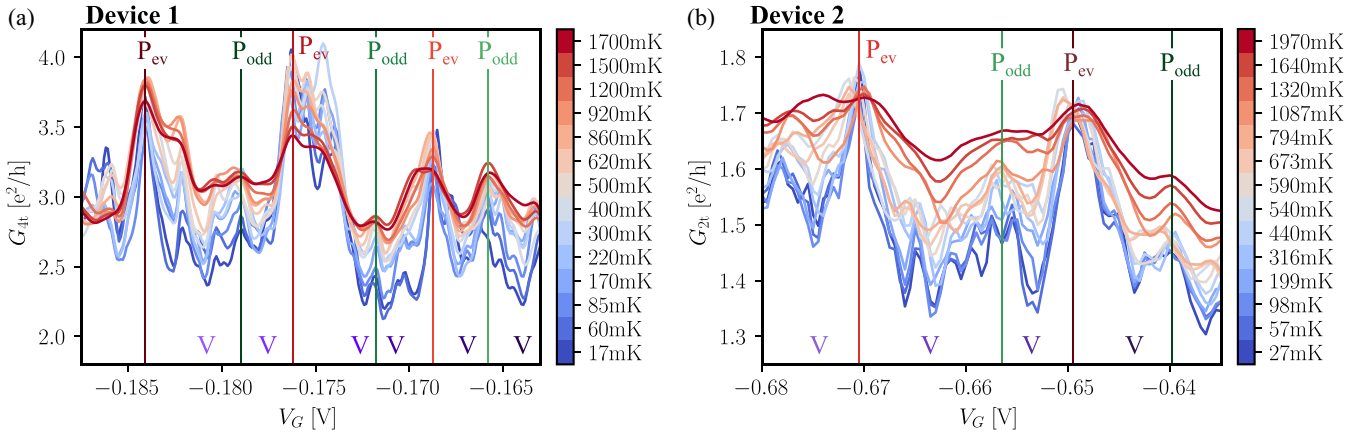 (a) Device 1
P_ev P_odd P_ev P_odd P_ev P_odd
4.0
3.5
3.0
2.5
2.0
G_4t [e²/h]
V V V V V V
−0.185 −0.180 −0.175 −0.170 −0.165
V_G [V]
1700mK
1500mK
1200mK
920mK
860mK
620mK
500mK
400mK
300mK
220mK
170mK
85mK
60mK
17mK
(b) Device 2
P_ev P_odd P_ev P_odd
1.8
1.7
1.6
1.5
1.4
1.3
G_2t [e²/h]
V V V V
−0.68 −0.67 −0.66 −0.65 −0.64
V_G [V]
1970mK
1640mK
1320mK
1087mK
794mK
673mK
540mK
440mK
316mK
199mK
98mK
57mK
27mK